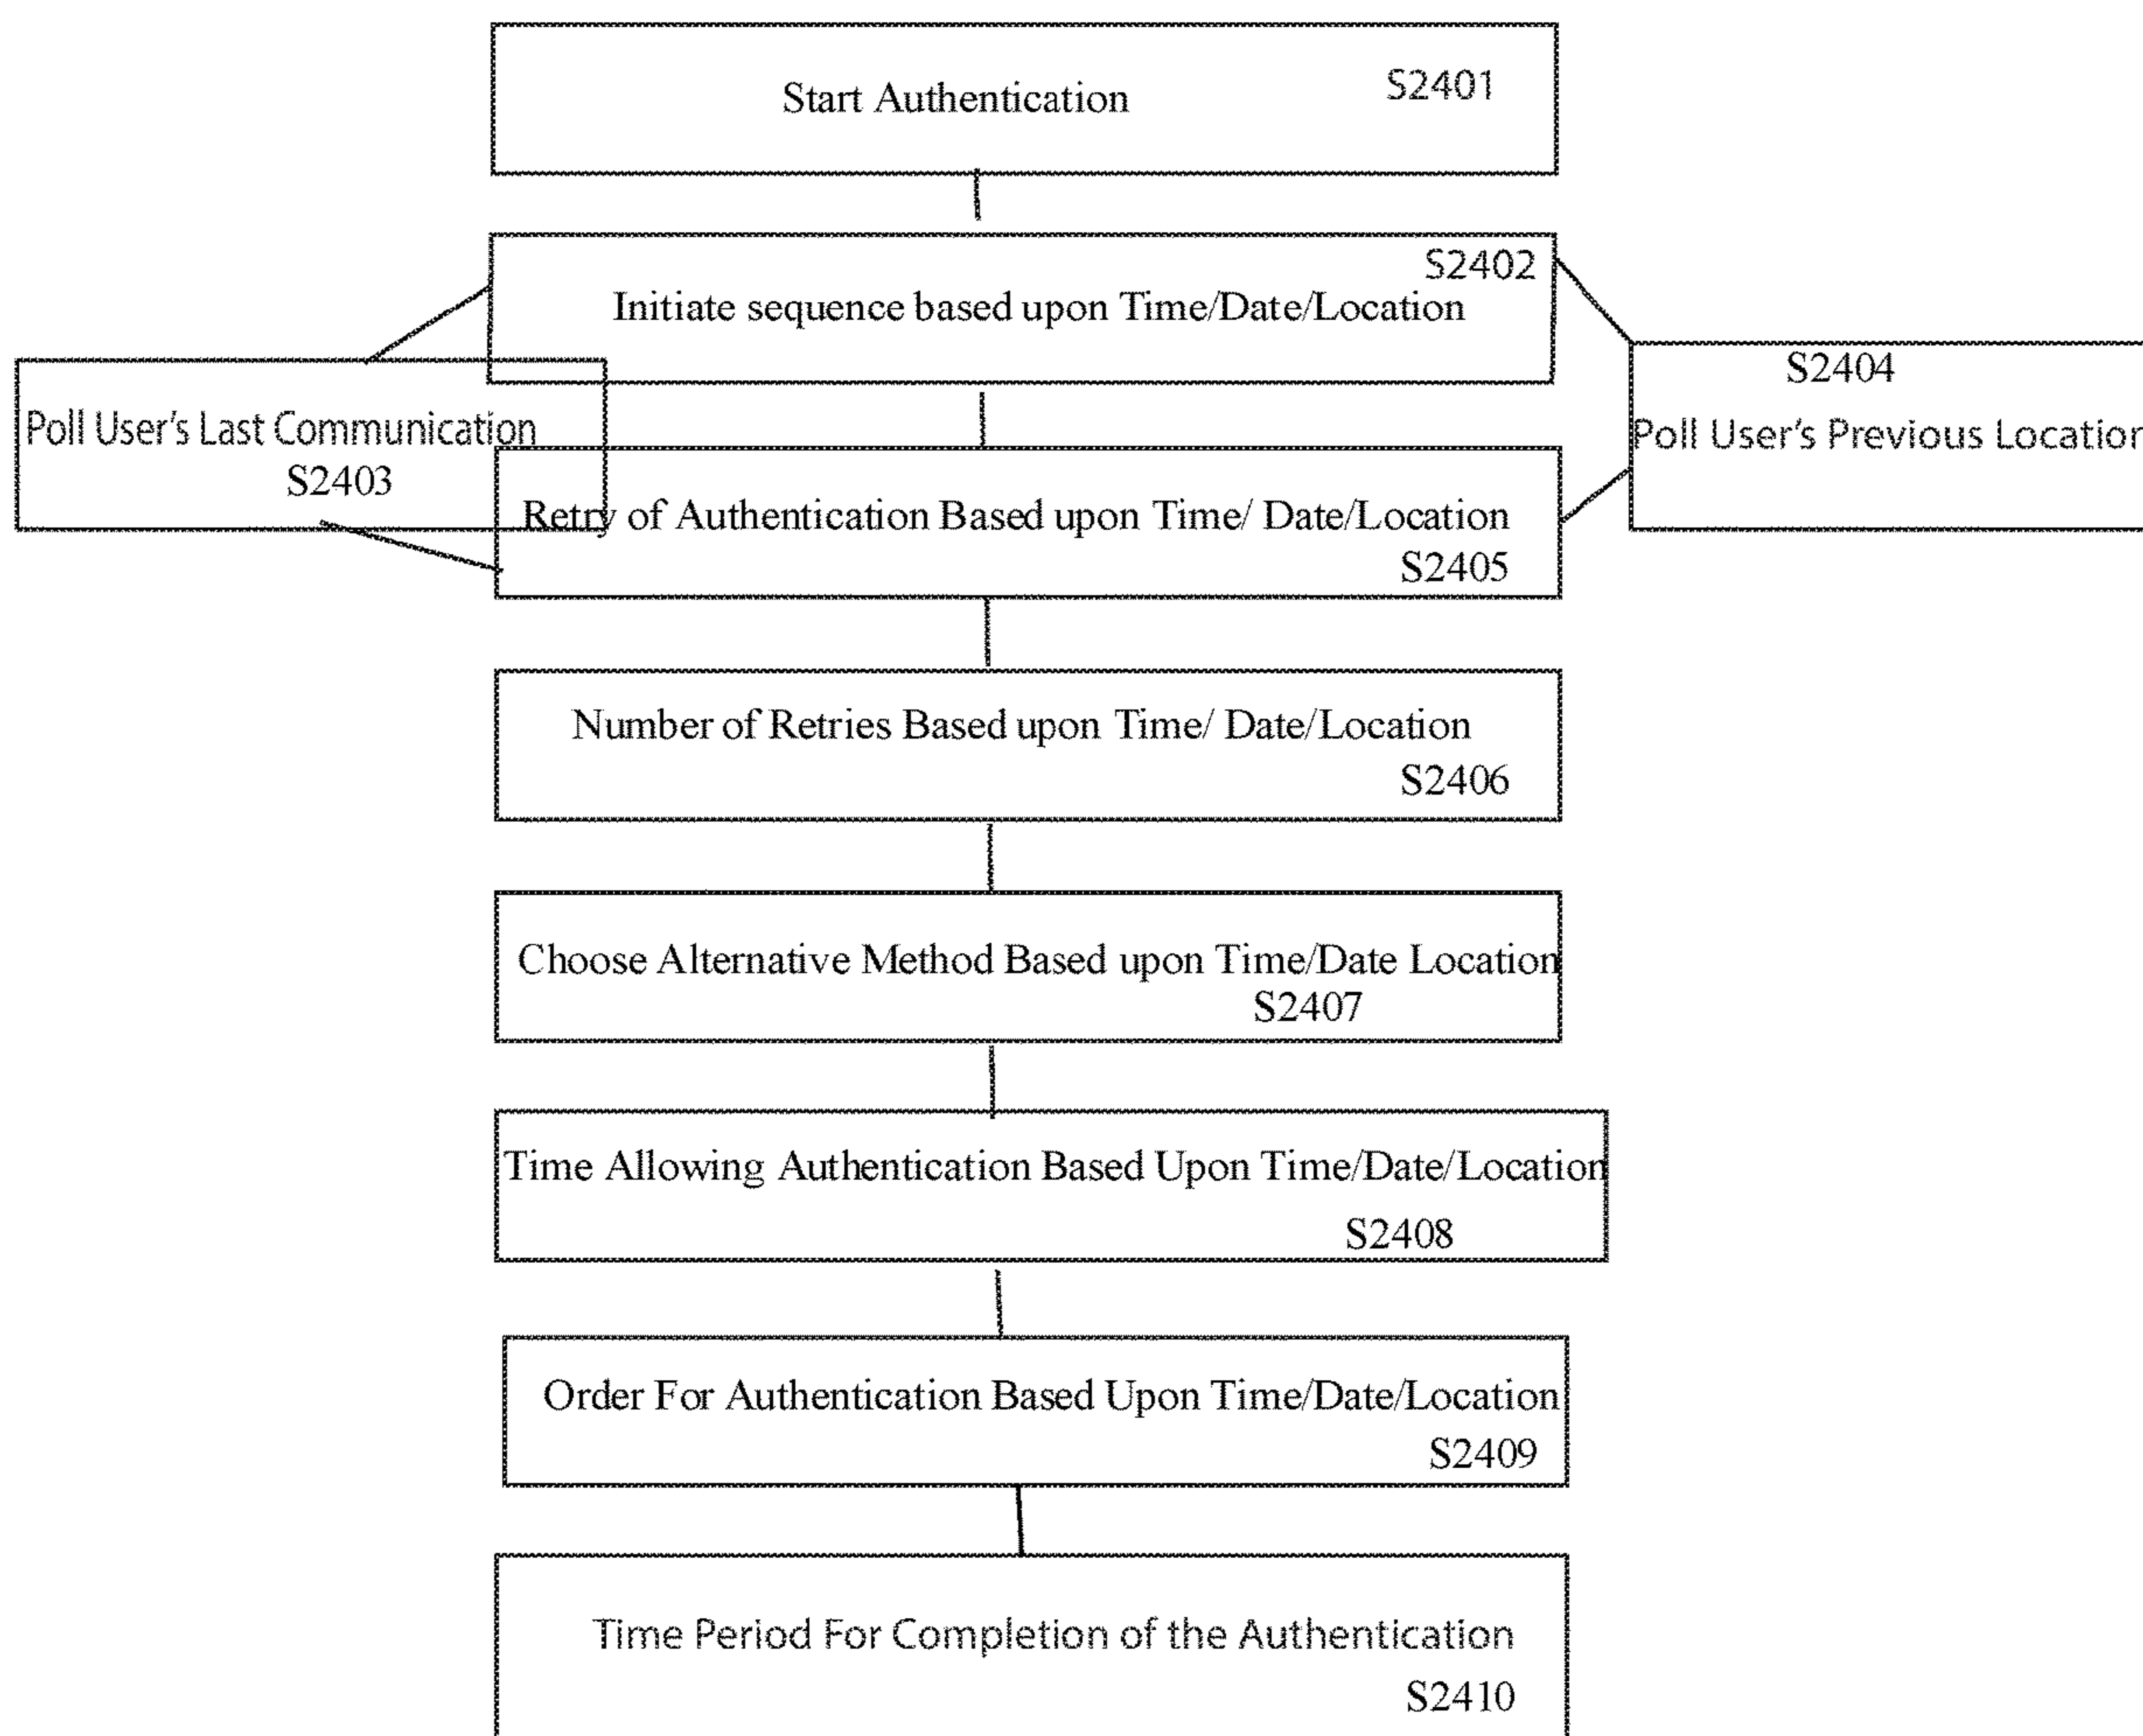 Start Authentication
S2401
S2402
Initiate sequence based upon Time/Date/Location
S2404
Poll User's Last Communication
Poll User's Previous Location
S2403
Retry of Authentication Based upon Time/ Date/Location
S2405
Number of Retries Based upon Time/ Date/Location
S2406
Choose Alternative Method Based upon Time/Date Location
S2407
Time Allowing Authentication Based Upon Time/Date/Location
S2408
Order For Authentication Based Upon Time/Date/Location
S2409
Time Period For Completion of the Authentication
S2410